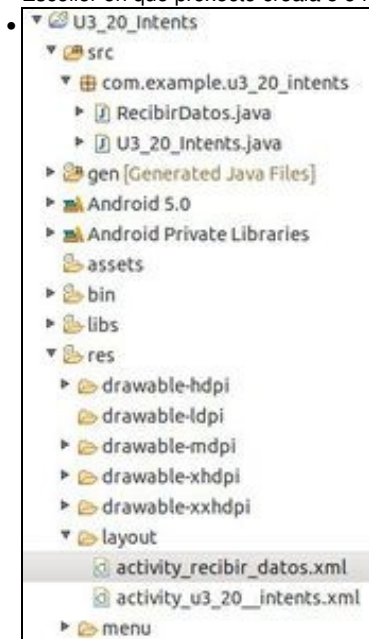 U3_20_Intents
src
com.example.u3_20_intents
RecibirDatos.java
U3_20_Intents.java
gen [Generated Java Files]
Android 5.0
Android Private Libraries
assets
bin
libs
res
drawable-hdpi
drawable-ldpi
drawable-mdpi
drawable-xhdpi
drawable-xxhdpi
layout
activity_recibir_datos.xml
activity_u3_20__intents.xml
menu